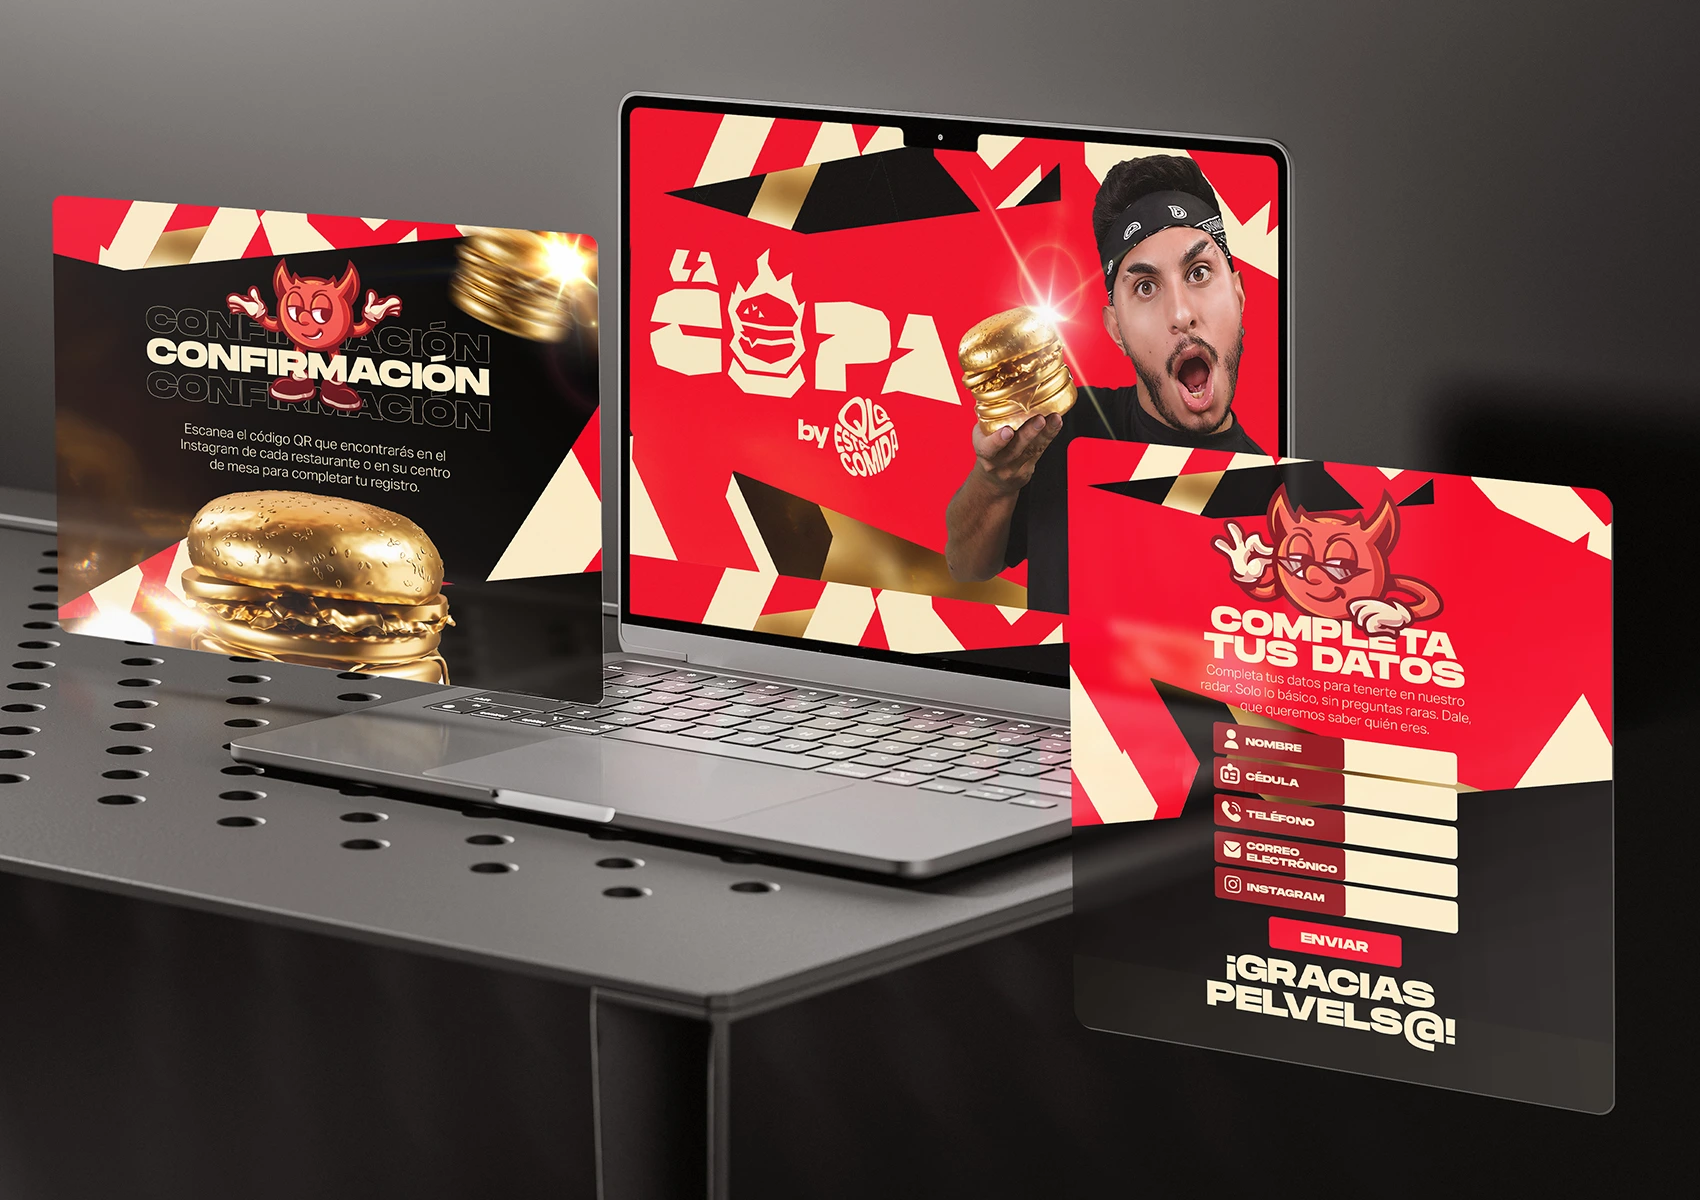 CONFIRMACIÓN
CONFIRMACIÓN
CONFIRMACIÓN
Escanea el código QR que encontrarás en el
Instagram de cada restaurante o en su centro
de mesa para completar tu registro.
LA
COPA
by QLQ
ESTA
COMIDA
COMPLETA
TUS DATOS
Completa tus datos para tenerte en nuestro
radar. Solo lo básico, sin preguntas raras. Dale,
que queremos saber quién eres.
NOMBRE
CÉDULA
TELÉFONO
CORREO
ELECTRÓNICO
INSTAGRAM
ENVIAR
¡GRACIAS
PELVELS@!